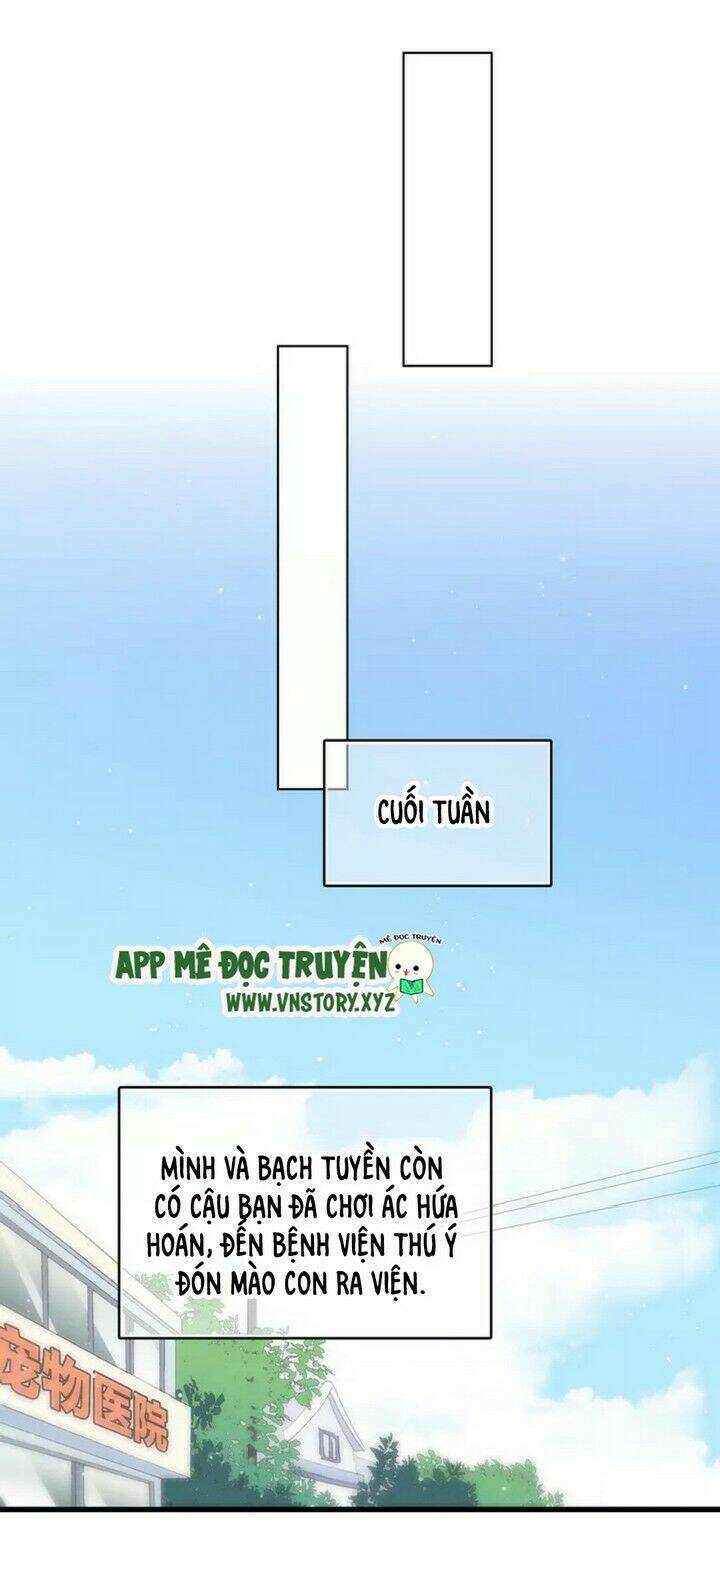 CUỐI TUẦN
MÊ ĐỌC TRUYỆN
APP MÊ ĐỌC TRUYỆN
WWW.VNSTORY.XYZ
MÌNH VÀ BẠCH TUYỀN CÒN
CÓ CẬU BẠN ĐÃ CHƠI ÁC HỨA
HOÁN, ĐẾN BỆNH VIỆN THÚ Ý
ĐÓN MÀO CON RA VIỆN.
宠物医院